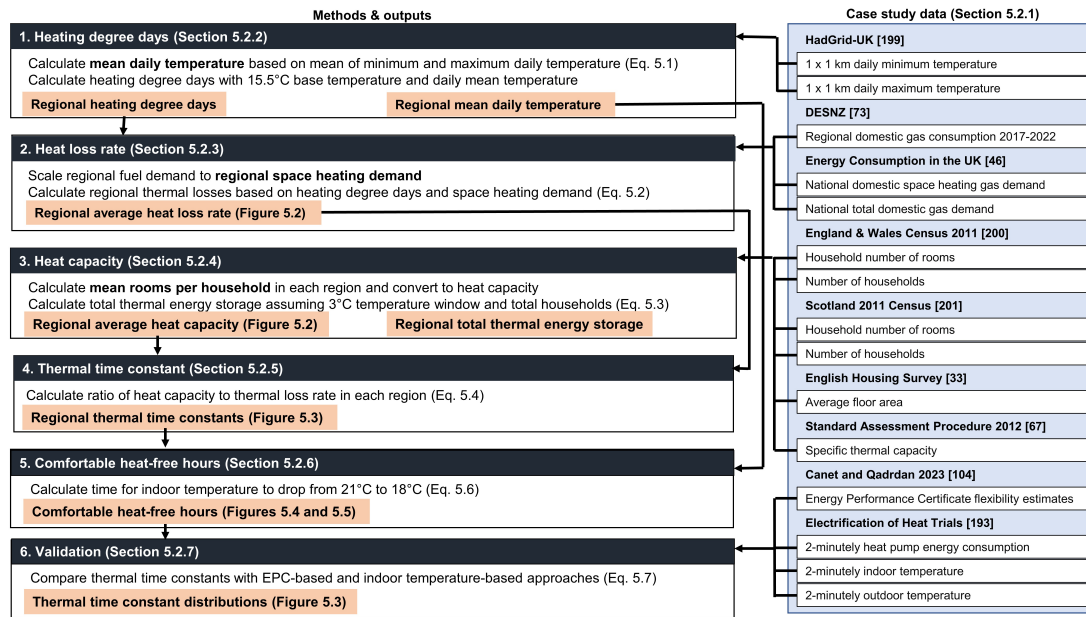 Methods & outputs
1. Heating degree days (Section 5.2.2)
Calculate mean daily temperature based on mean of minimum and maximum daily temperature (Eq. 5.1)
Calculate heating degree days with 15.5°C base temperature and daily mean temperature
Regional heating degree days
Regional mean daily temperature
2. Heat loss rate (Section 5.2.3)
Scale regional fuel demand to regional space heating demand
Calculate regional thermal losses based on heating degree days and space heating demand (Eq. 5.2)
Regional average heat loss rate (Figure 5.2)
3. Heat capacity (Section 5.2.4)
Calculate mean rooms per household in each region and convert to heat capacity
Calculate total thermal energy storage assuming 3°C temperature window and total households (Eq. 5.3)
Regional average heat capacity (Figure 5.2)
Regional total thermal energy storage
4. Thermal time constant (Section 5.2.5)
Calculate ratio of heat capacity to thermal loss rate in each region (Eq. 5.4)
Regional thermal time constants (Figure 5.3)
5. Comfortable heat-free hours (Section 5.2.6)
Calculate time for indoor temperature to drop from 21°C to 18°C (Eq. 5.6)
Comfortable heat-free hours (Figures 5.4 and 5.5)
6. Validation (Section 5.2.7)
Compare thermal time constants with EPC-based and indoor temperature-based approaches (Eq. 5.7)
Thermal time constant distributions (Figure 5.3)
Case study data (Section 5.2.1)
HadGrid-UK [199]
1 x 1 km daily minimum temperature
1 x 1 km daily maximum temperature
DESNZ [73]
Regional domestic gas consumption 2017-2022
Energy Consumption in the UK [46]
National domestic space heating gas demand
National total domestic gas demand
England & Wales Census 2011 [200]
Household number of rooms
Number of households
Scotland 2011 Census [201]
Household number of rooms
Number of households
English Housing Survey [33]
Average floor area
Standard Assessment Procedure 2012 [67]
Specific thermal capacity
Canet and Qadrdan 2023 [104]
Energy Performance Certificate flexibility estimates
Electrification of Heat Trials [193]
2-minutely heat pump energy consumption
2-minutely indoor temperature
2-minutely outdoor temperature